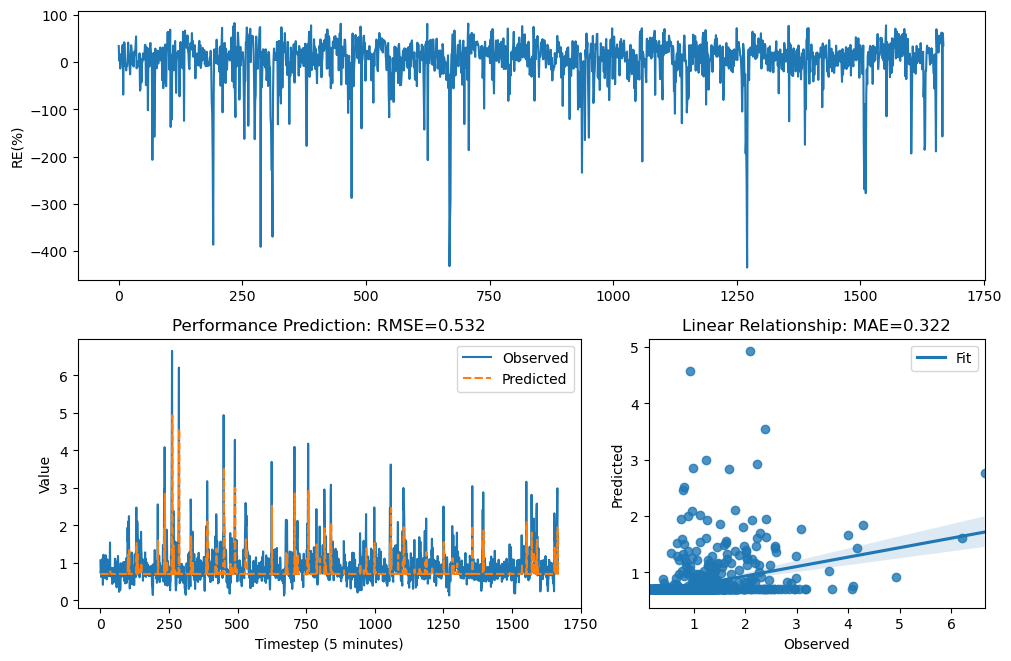 100
0
−100
−200
−300
−400
RE(%)
0 250 500 750 1000 1250 1500 1750
Performance Prediction: RMSE=0.532
Observed
Predicted
6
5
4
3
2
1
0
Value
0 250 500 750 1000 1250 1500 1750
Timestep (5 minutes)
Linear Relationship: MAE=0.322
Fit
5
4
3
2
1
Predicted
1 2 3 4 5 6
Observed